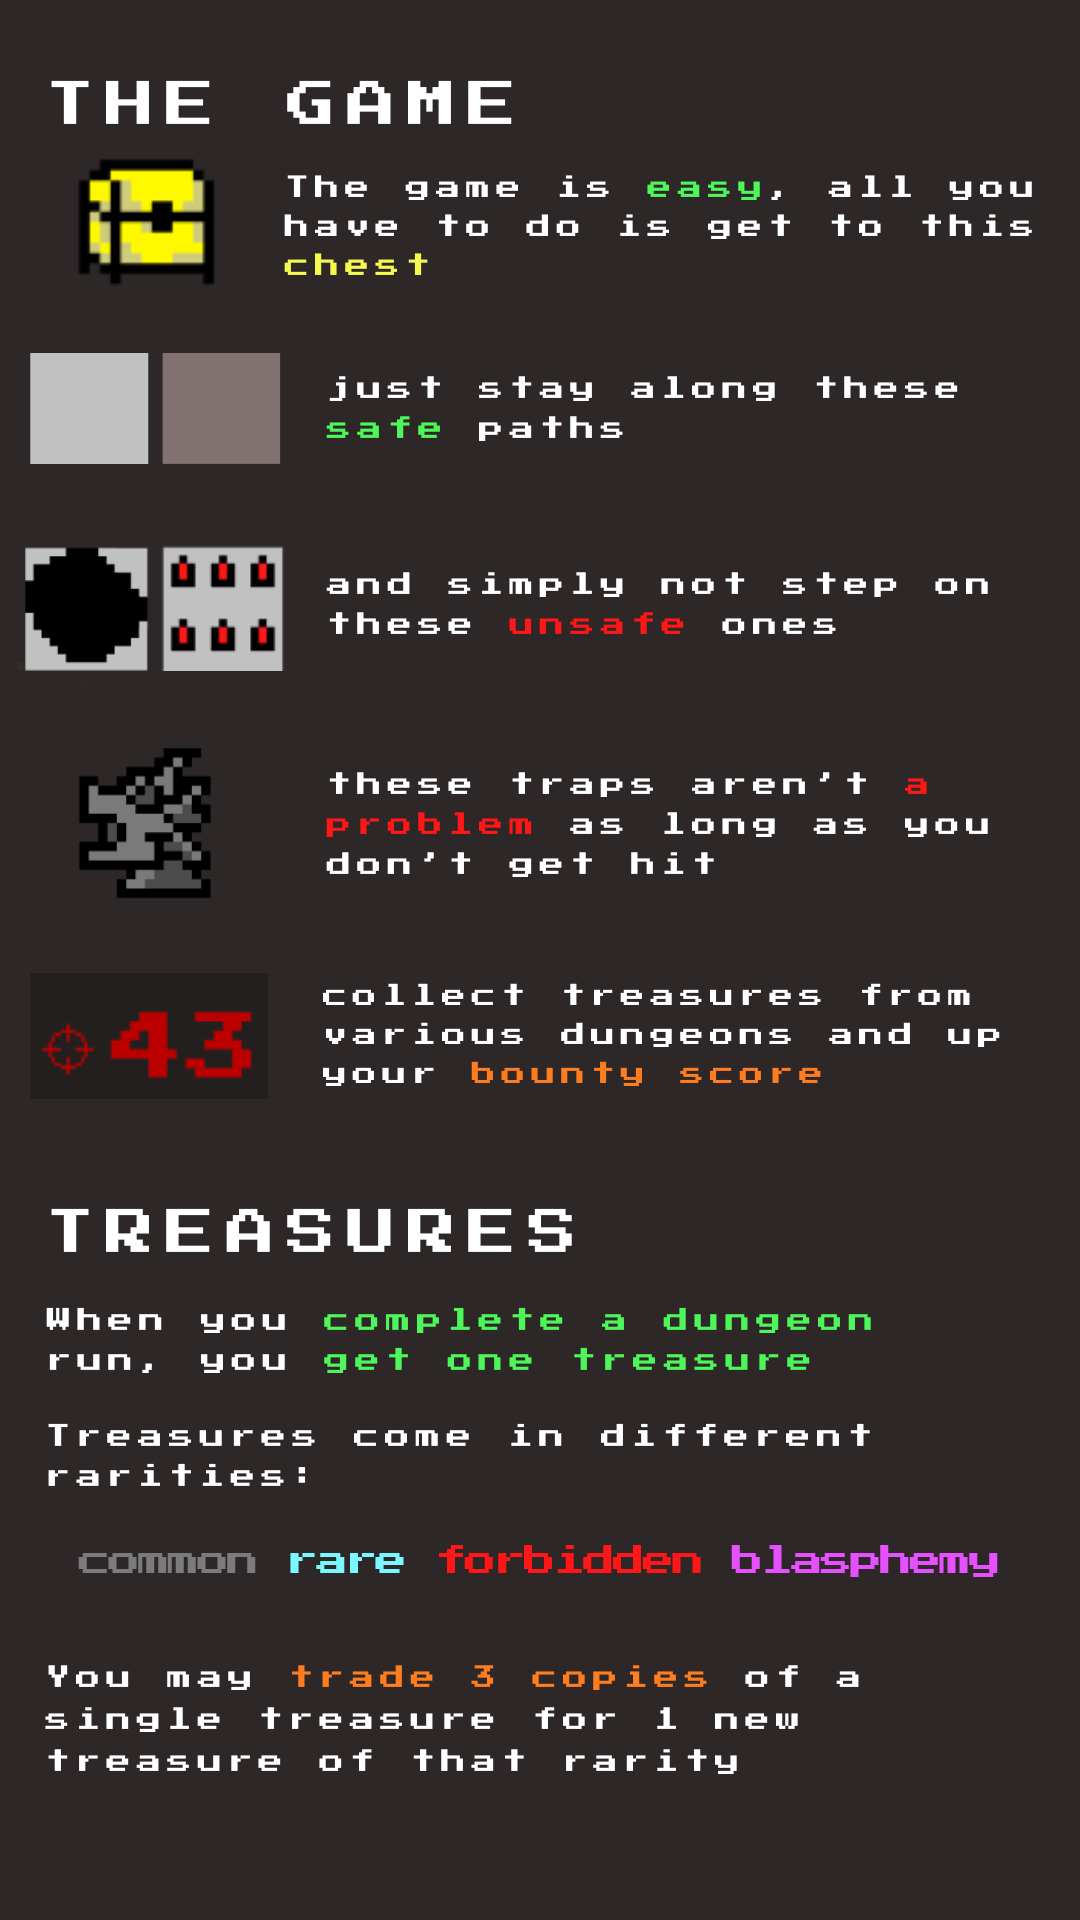 THE GAME
The game is easy, all you
have to do is get to this
chest
just stay along these
safe paths
and simply not step on
these unsafe ones
these traps aren't a
problem as long as you
don't get hit
43
collect treasures from
various dungeons and up
your bounty score
TREASURES
When you complete a dungeon
run, you get one treasure
Treasures come in different
rarities:
common rare forbidden blasphemy
You may trade 3 copies of a
single treasure for 1 new
treasure of that rarity